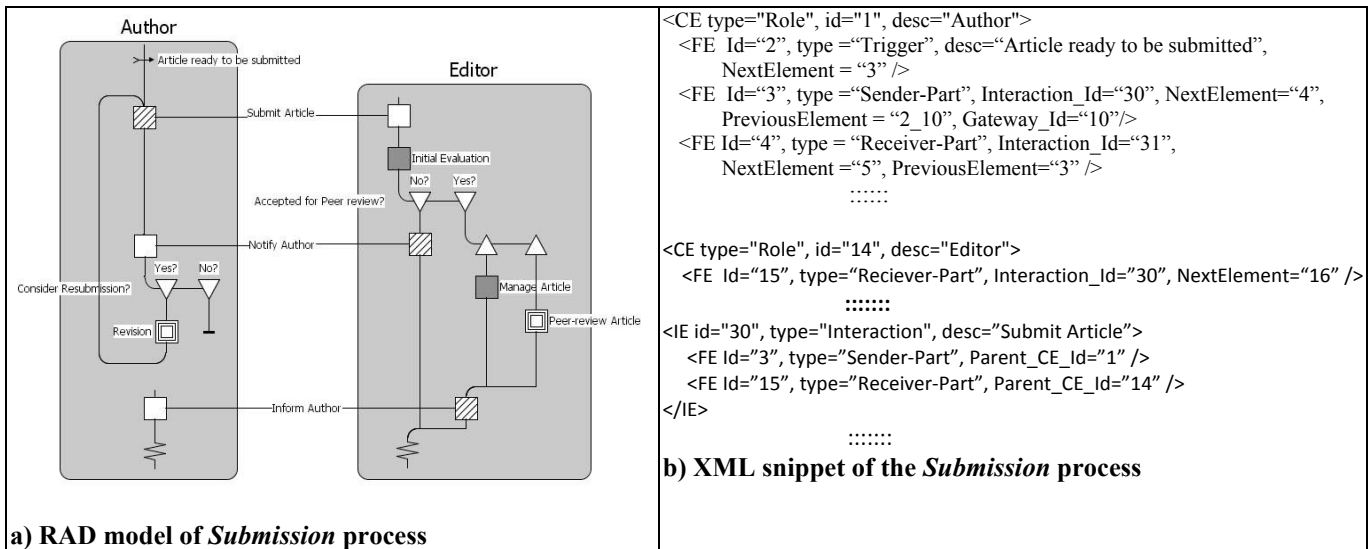 Author
Article ready to be submitted
Editor
Submit Article
Initial Evaluation
No?
Yes?
Accepted for Peer review?
Notify Author
Yes?
No?
Consider Resubmission?
Manage Article
Revision
Peer-review Article
Inform Author
a) RAD model of Submission process
<CE type="Role", id="1", desc="Author">
<FE Id="2", type ="Trigger", desc="Article ready to be submitted",
NextElement = "3" />
<FE Id="3", type ="Sender-Part", Interaction_Id="30", NextElement="4",
PreviousElement = "2_10", Gateway_Id="10"/>
<FE Id="4", type = "Receiver-Part", Interaction_Id="31",
NextElement ="5", PreviousElement="3" />
::::::
<CE type="Role", id="14", desc="Editor">
<FE Id="15", type="Reciever-Part", Interaction_Id="30", NextElement="16" />
:::::::
<IE id="30", type="Interaction", desc="Submit Article">
<FE Id="3", type="Sender-Part", Parent_CE_Id="1" />
<FE Id="15", type="Receiver-Part", Parent_CE_Id="14" />
</IE>
:::::::
b) XML snippet of the Submission process